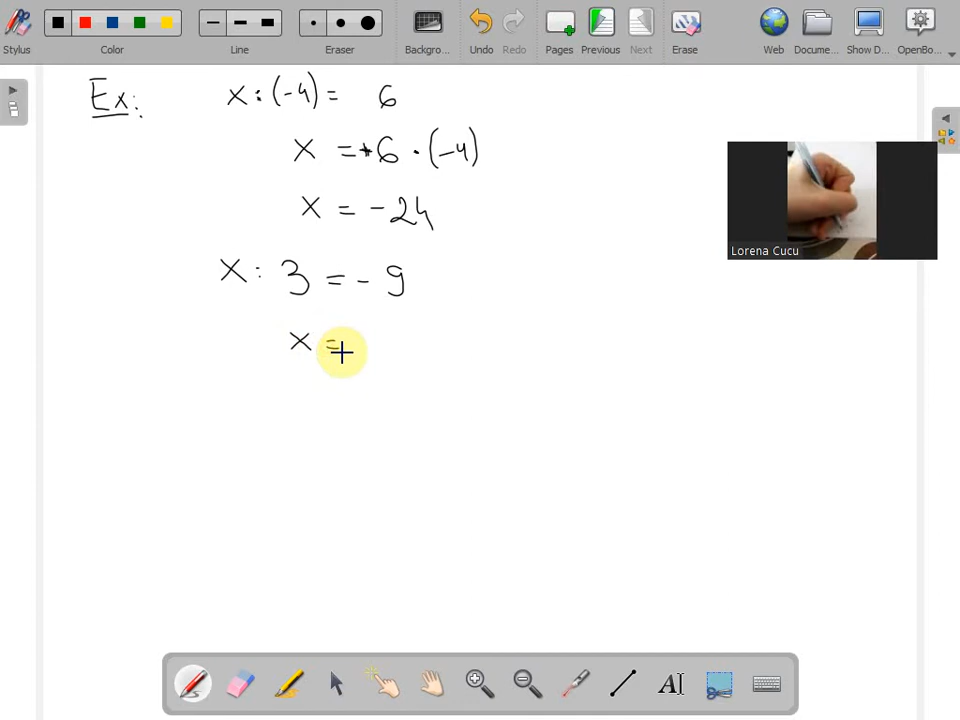 Stylus
Color
Line
Eraser
Backgro...
Undo
Redo
Pages
Previous
Next
Erase
Web
Docume...
Show D...
OpenBo...
Ex:
x : (-4) = 6
x = +6 · (-4)
x = -24
x : 3 = - 9
x =
Lorena Cucu
A